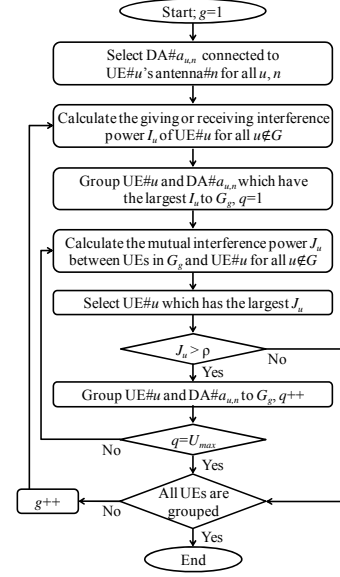 Start; g=1
Select DA#a_{u,n} connected to
UE#u's antenna#n for all u, n
Calculate the giving or receiving interference
power I_u of UE#u for all u∉G
Group UE#u and DA#a_{u,n} which have
the largest I_u to G_g, q=1
Calculate the mutual interference power J_u
between UEs in G_g and UE#u for all u∉G
Select UE#u which has the largest J_u
J_u > ρ
No
Yes
Group UE#u and DA#a_{u,n} to G_g, q++
q=U_{max}
No
Yes
All UEs are
grouped
g++
No
Yes
End